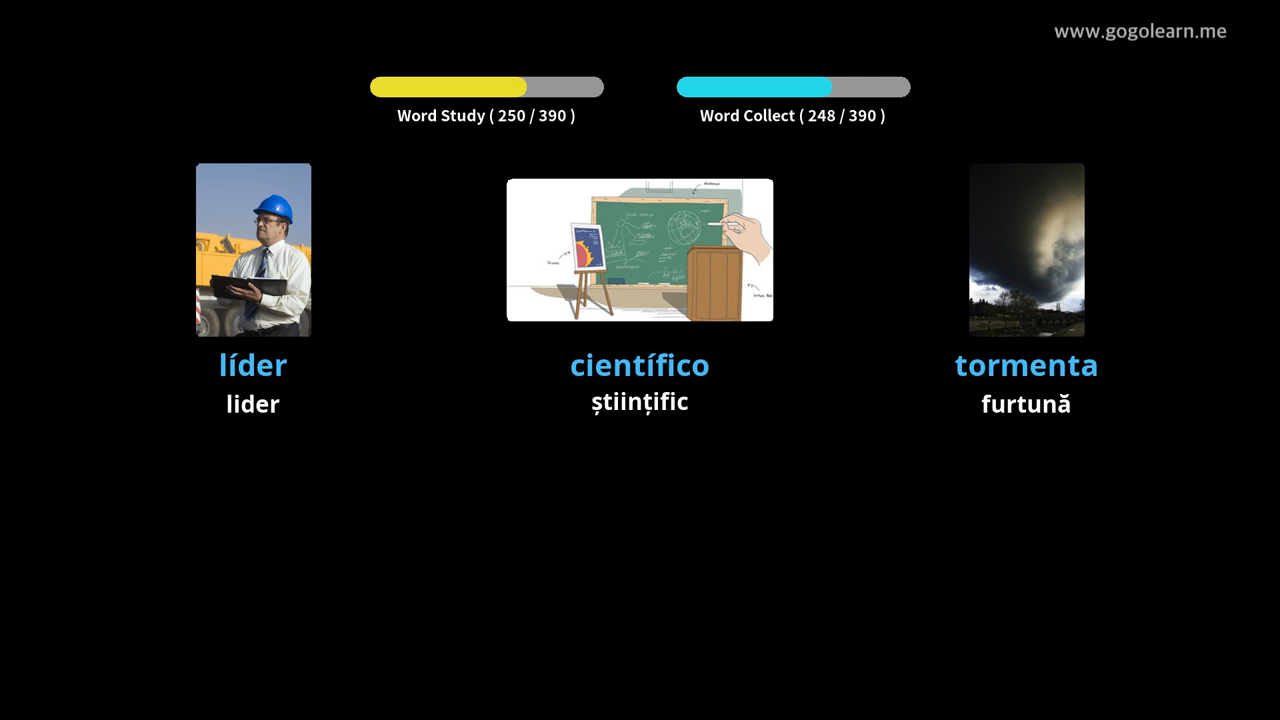 www.gogolearn.me
Word Study ( 250 / 390 )
Word Collect ( 248 / 390 )
líder
científico
tormenta
lider
științific
furtună